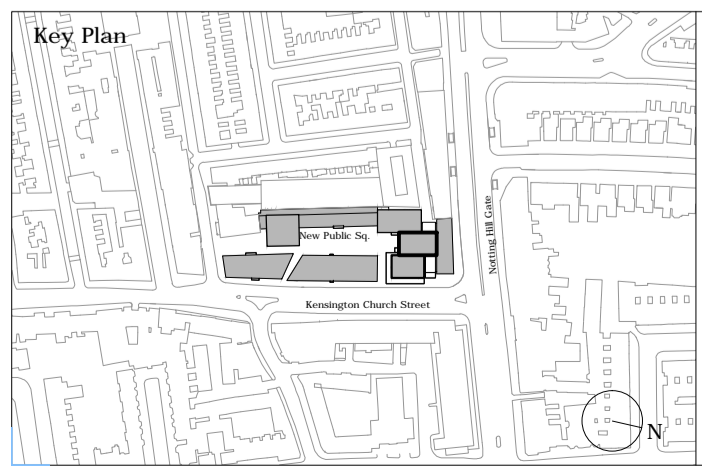 Key Plan
New Public Sq.
Notting Hill Gate
Kensington Church Street
N